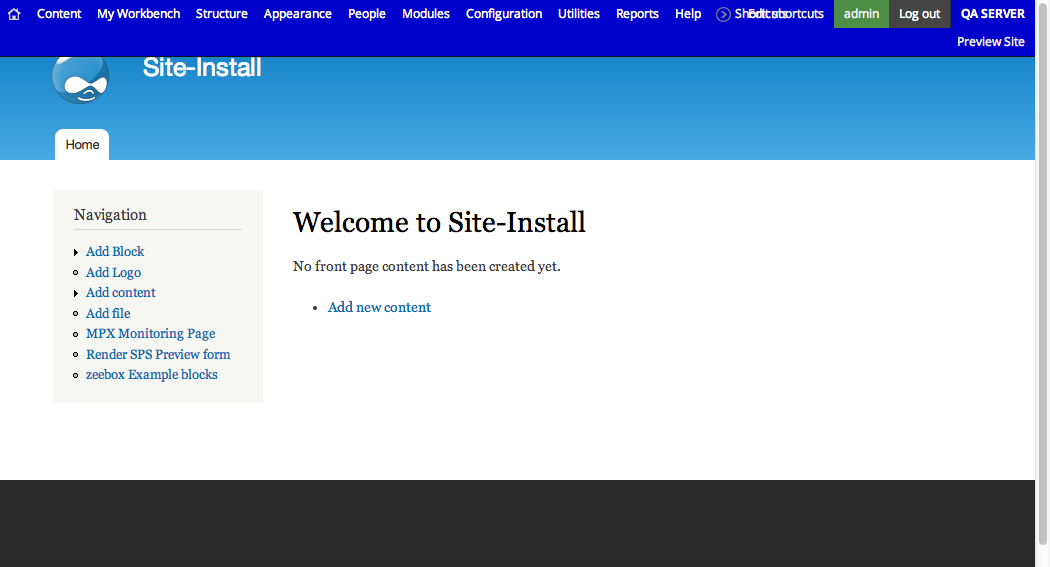 Content My Workbench Structure Appearance People Modules Configuration Utilities Reports Help Shortcuts Edit shortcuts admin Log out QA SERVER
Preview Site
Site-Install
Home
Navigation
Add Block
Add Logo
Add content
Add file
MPX Monitoring Page
Render SPS Preview form
zeebox Example blocks
Welcome to Site-Install
No front page content has been created yet.
Add new content